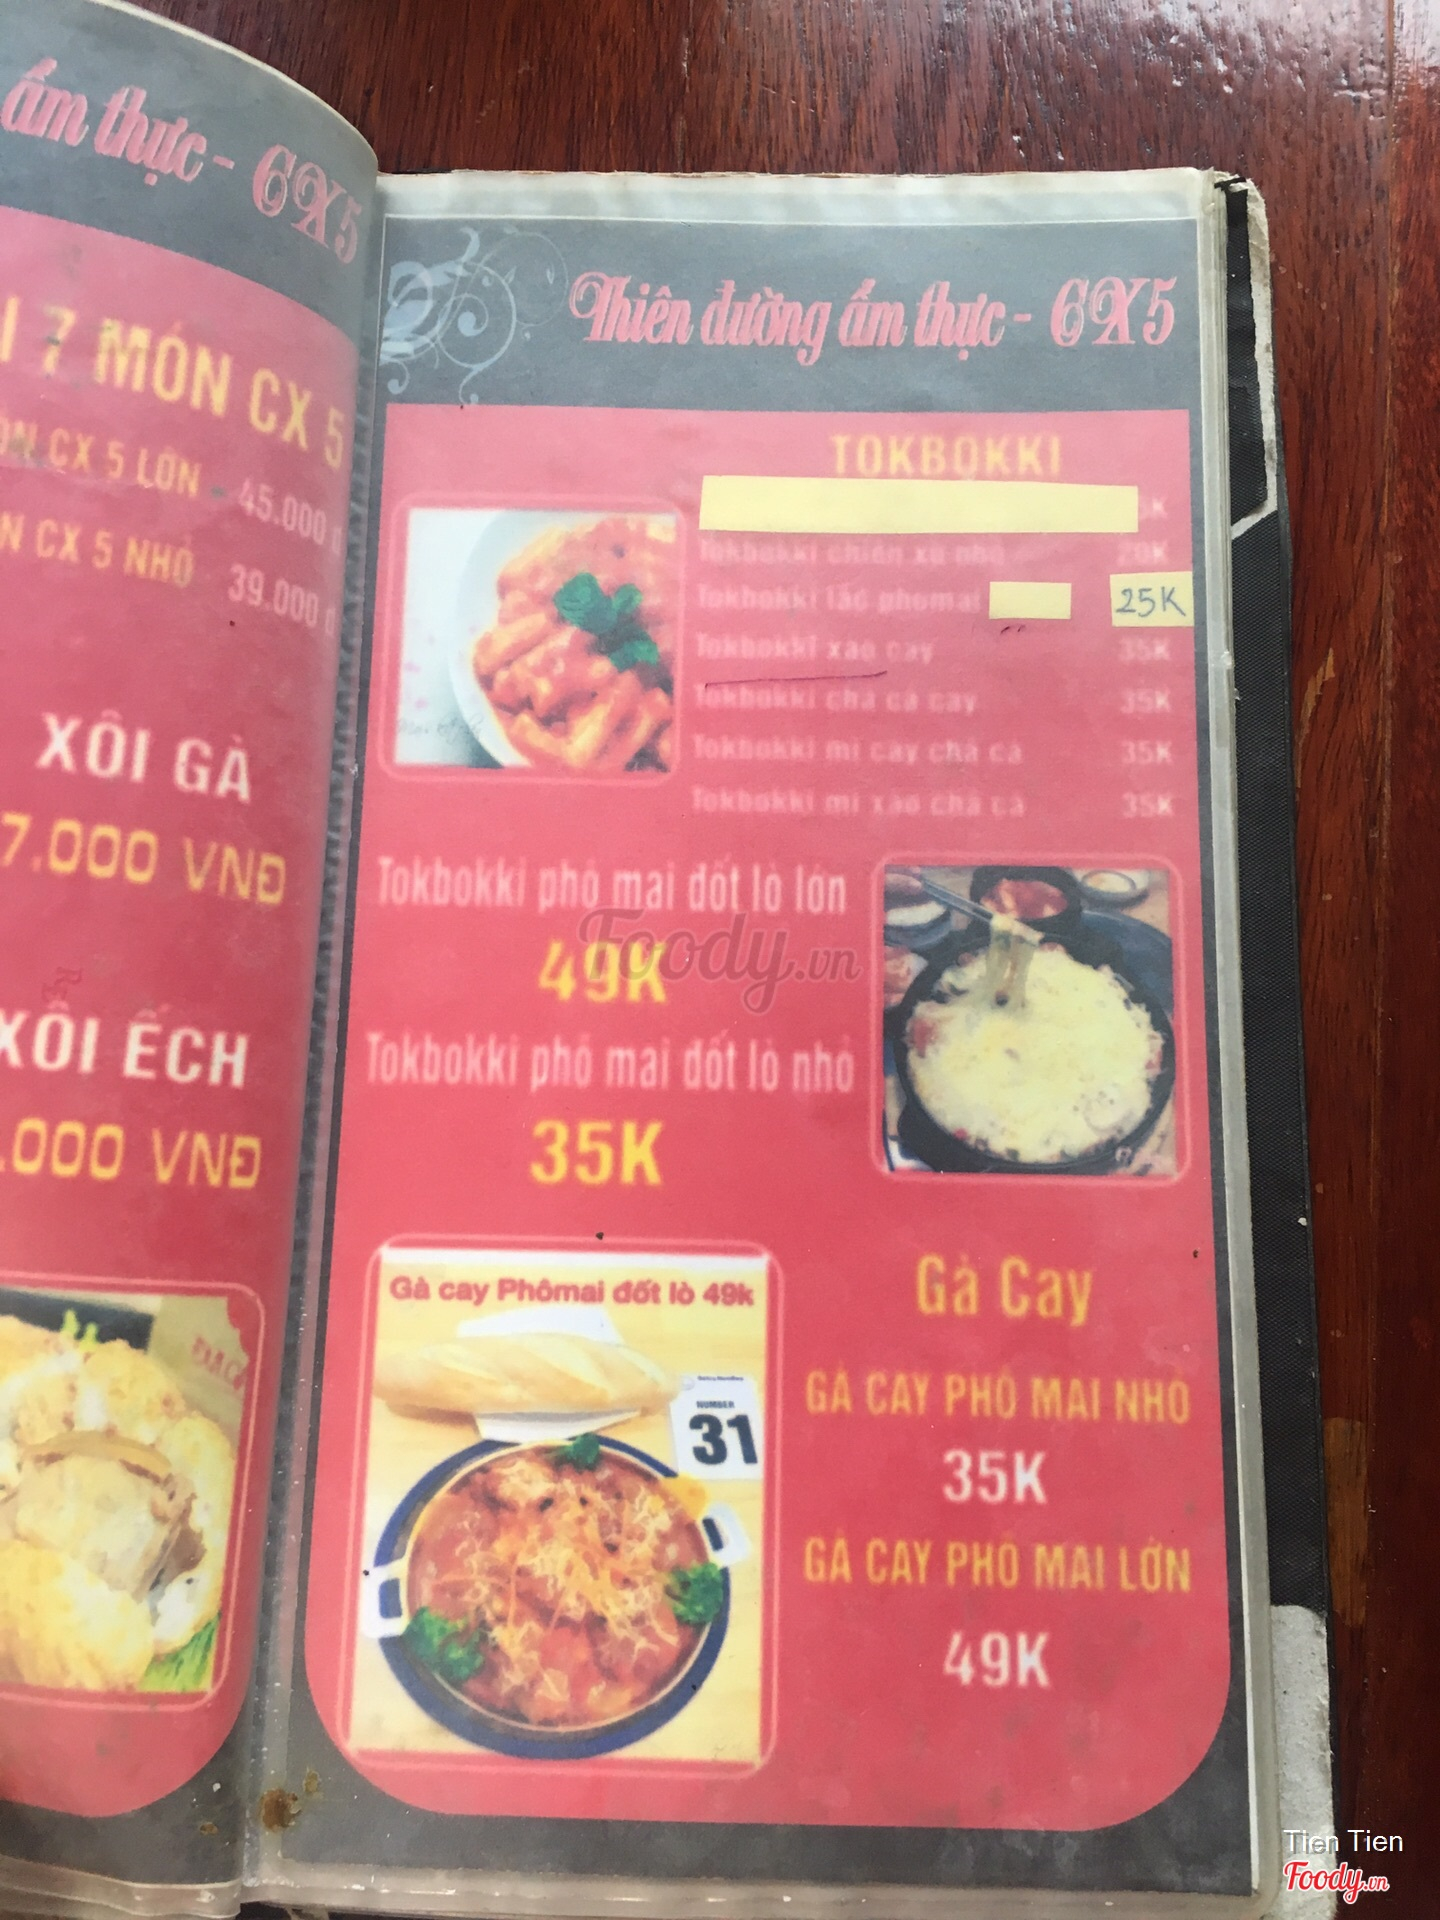 ẩm thực - CX5
I 7 MÓN CX 5
ÓN CX 5 LỚN - 45.000 đ
N CX 5 NHỎ 39.000 đ
XÔI GÀ
7.000 VNĐ
XÔI ẾCH
.000 VNĐ
Thiên đường ẩm thực - CX5
TOKBOKKI
K
Tokbokki chiên xù nhỏ 20K
Tokbokki lắc phomai 25K
Tokbokki xào cay 35K
Tokbokki chả cá cay 35K
Tokbokki mì cay chả cá 35K
Tokbokki mì xào chả cá 35K
Tokbokki phô mai đốt lò lớn
49K
Tokbokki phô mai đốt lò nhỏ
35K
Gà cay Phômai đốt lò 49k
NUMBER
31
Gà Cay
GÀ CAY PHÔ MAI NHỎ
35K
GÀ CAY PHÔ MAI LỚN
49K
Foody.vn
Tien Tien
Foody.vn